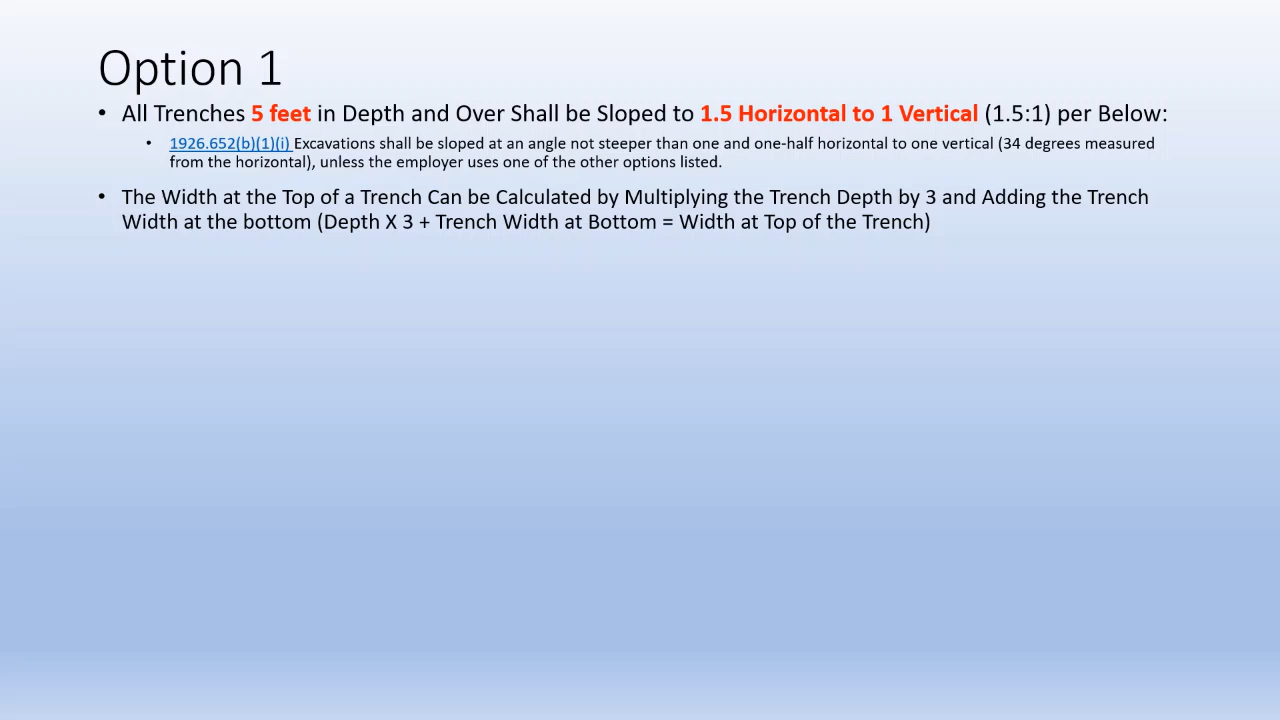 Option 1
• All Trenches 5 feet in Depth and Over Shall be Sloped to 1.5 Horizontal to 1 Vertical (1.5:1) per Below:
• 1926.652(b)(1)(i) Excavations shall be sloped at an angle not steeper than one and one-half horizontal to one vertical (34 degrees measured
from the horizontal), unless the employer uses one of the other options listed.
• The Width at the Top of a Trench Can be Calculated by Multiplying the Trench Depth by 3 and Adding the Trench
Width at the bottom (Depth X 3 + Trench Width at Bottom = Width at Top of the Trench)